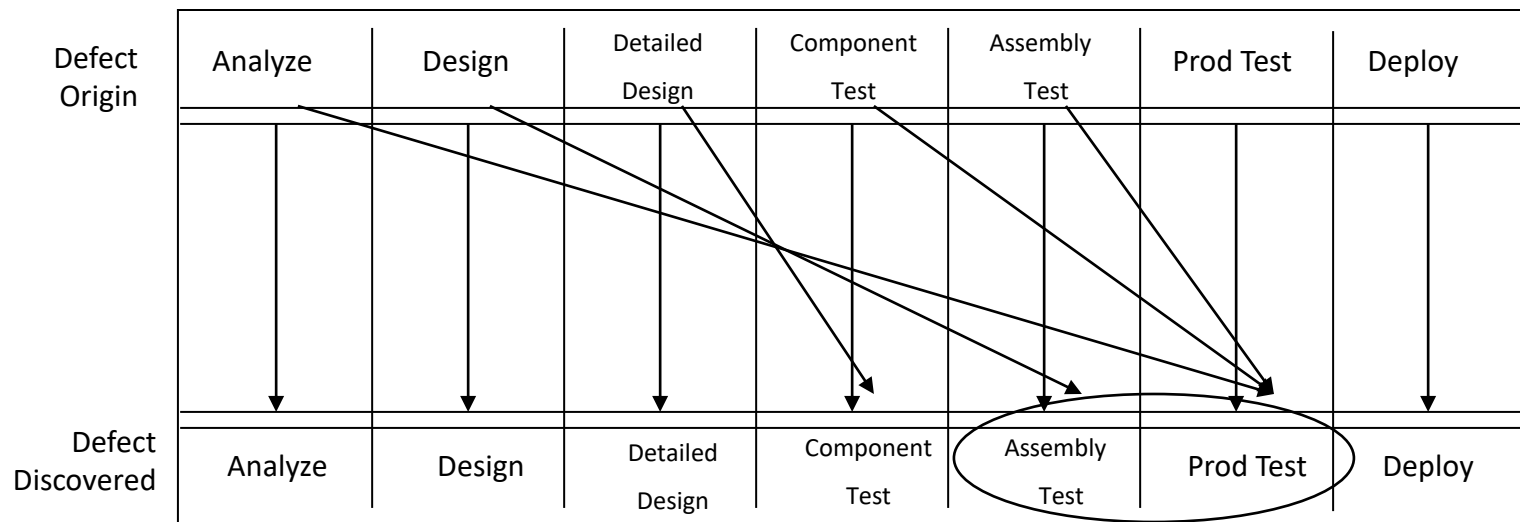 Defect
Origin
Analyze
Design
Detailed
Design
Component
Test
Assembly
Test
Prod Test
Deploy
Defect
Discovered
Analyze
Design
Detailed
Design
Component
Test
Assembly
Test
Prod Test
Deploy